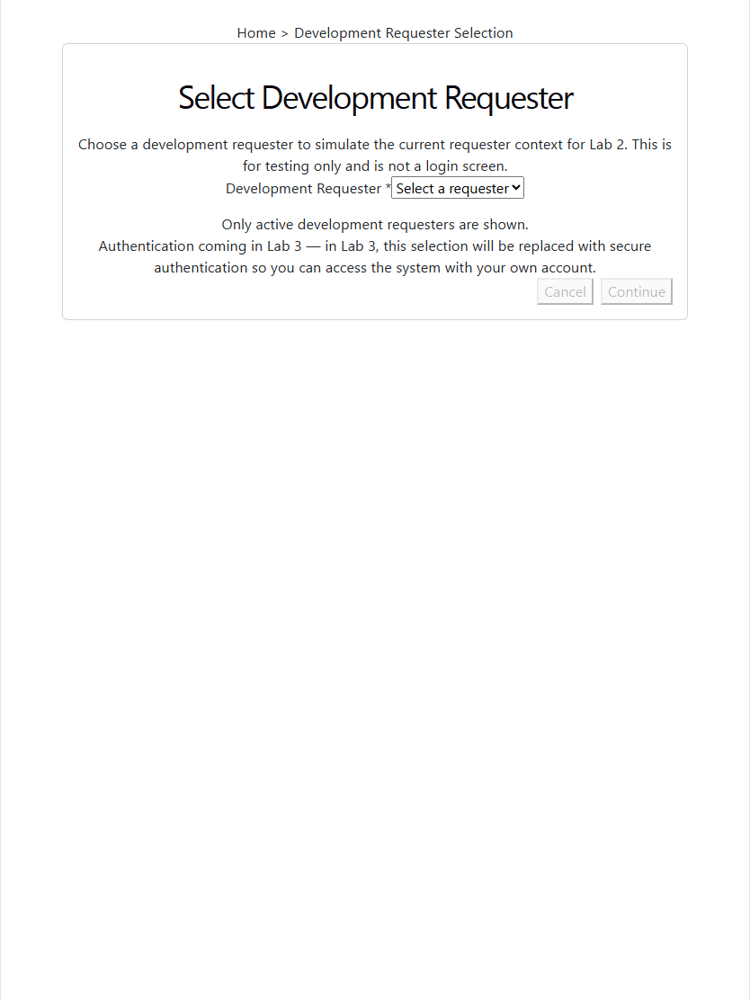 Home > Development Requester Selection
Select Development Requester
Choose a development requester to simulate the current requester context for Lab 2. This is
for testing only and is not a login screen.
Development Requester * Select a requester
Only active development requesters are shown.
Authentication coming in Lab 3 — in Lab 3, this selection will be replaced with secure
authentication so you can access the system with your own account.
Cancel Continue